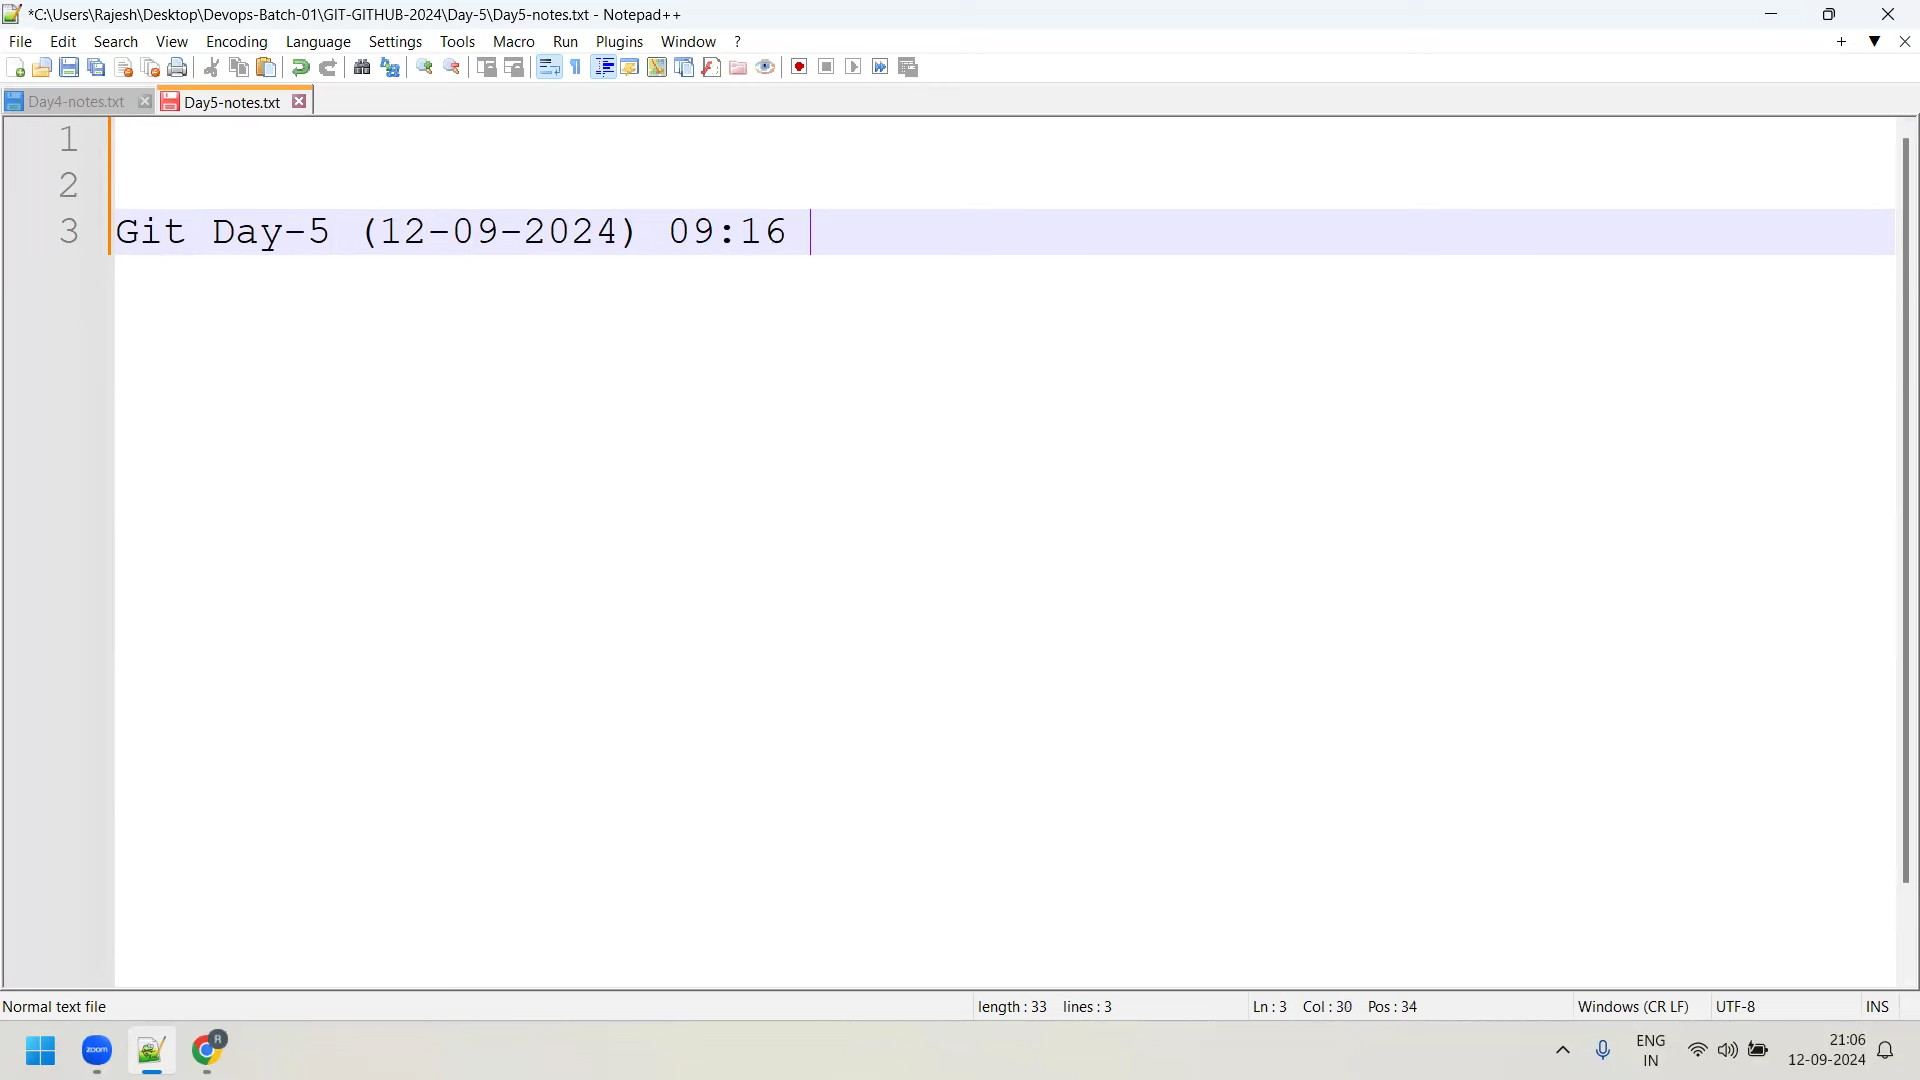 *C:\Users\Rajesh\Desktop\Devops-Batch-01\GIT-GITHUB-2024\Day-5\Day5-notes.txt - Notepad++
File Edit Search View Encoding Language Settings Tools Macro Run Plugins Window ?
Day4-notes.txt Day5-notes.txt
1
2
3 Git Day-5 (12-09-2024) 09:16
Normal text file length : 33 lines : 3 Ln : 3 Col : 30 Pos : 34 Windows (CR LF) UTF-8 INS
zoom R ENG 21:06
IN 12-09-2024